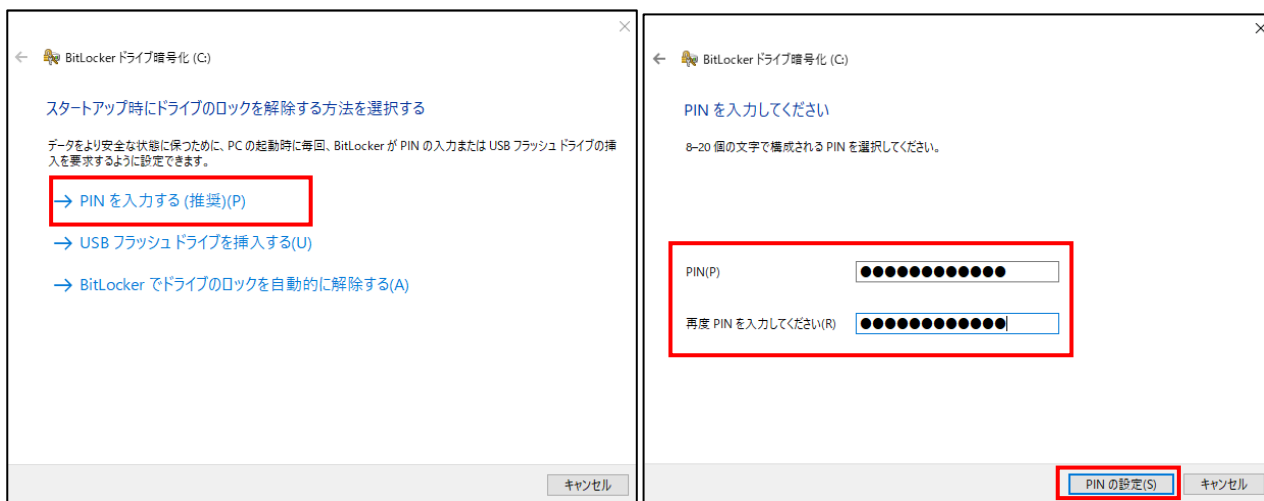 BitLocker ドライブ暗号化 (C:)
スタートアップ時にドライブのロックを解除する方法を選択する
データをより安全な状態に保つために、PC の起動時に毎回、BitLocker が PIN の入力または USB フラッシュ ドライブの挿
入を要求するように設定できます。
→ PIN を入力する (推奨)(P)
→ USB フラッシュ ドライブを挿入する(U)
→ BitLocker でドライブのロックを自動的に解除する(A)
キャンセル
BitLocker ドライブ暗号化 (C:)
PIN を入力してください
8–20 個の文字で構成される PIN を選択してください。
PIN(P) ●●●●●●●●●●●●
再度 PIN を入力してください(R) ●●●●●●●●●●●●
PIN の設定(S) キャンセル